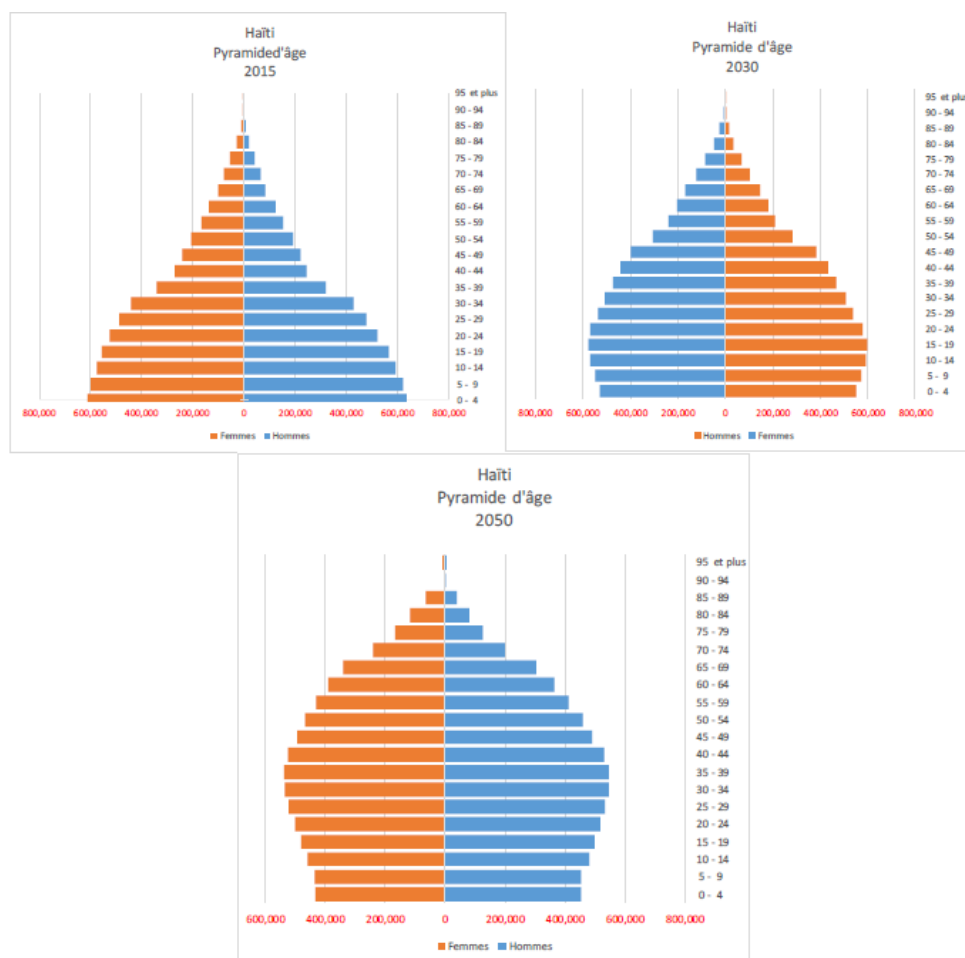 Haïti
Pyramided'âge
2015
95 et plus
90 - 94
85 - 89
80 - 84
75 - 79
70 - 74
65 - 69
60 - 64
55 - 59
50 - 54
45 - 49
40 - 44
35 - 39
30 - 34
25 - 29
20 - 24
15 - 19
10 - 14
5 - 9
0 - 4
800,000 600,000 400,000 200,000 0 200,000 400,000 600,000 800,000
Femmes Hommes
Haïti
Pyramide d'âge
2030
95 et plus
90 - 94
85 - 89
80 - 84
75 - 79
70 - 74
65 - 69
60 - 64
55 - 59
50 - 54
45 - 49
40 - 44
35 - 39
30 - 34
25 - 29
20 - 24
15 - 19
10 - 14
5 - 9
0 - 4
800,000 600,000 400,000 200,000 0 200,000 400,000 600,000 800,000
Hommes Femmes
Haïti
Pyramide d'âge
2050
95 et plus
90 - 94
85 - 89
80 - 84
75 - 79
70 - 74
65 - 69
60 - 64
55 - 59
50 - 54
45 - 49
40 - 44
35 - 39
30 - 34
25 - 29
20 - 24
15 - 19
10 - 14
5 - 9
0 - 4
600,000 400,000 200,000 0 200,000 400,000 600,000 800,000
Femmes Hommes